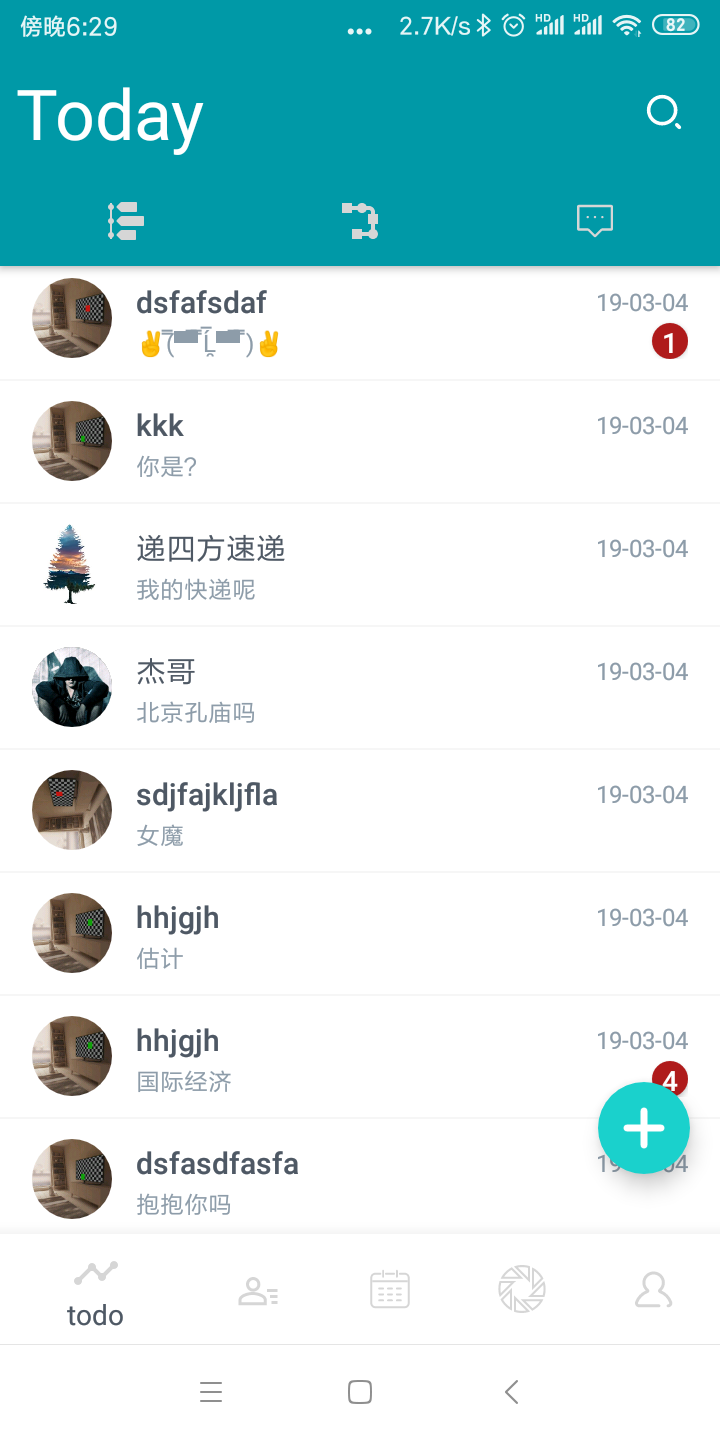 傍晚6:29 ... 2.7K/s HD HD 82
Today
dsfafsdaf 19-03-04
✌(̿▀̿ ̿Ĺ̯̿̿▀̿ ̿)✌ 1
kkk 19-03-04
你是?
递四方速递 19-03-04
我的快递呢
杰哥 19-03-04
北京孔庙吗
sdjfajkljfla 19-03-04
女魔
hhjgjh 19-03-04
估计
hhjgjh 19-03-04
国际经济 4
dsfasdfasfa
抱抱你吗
todo